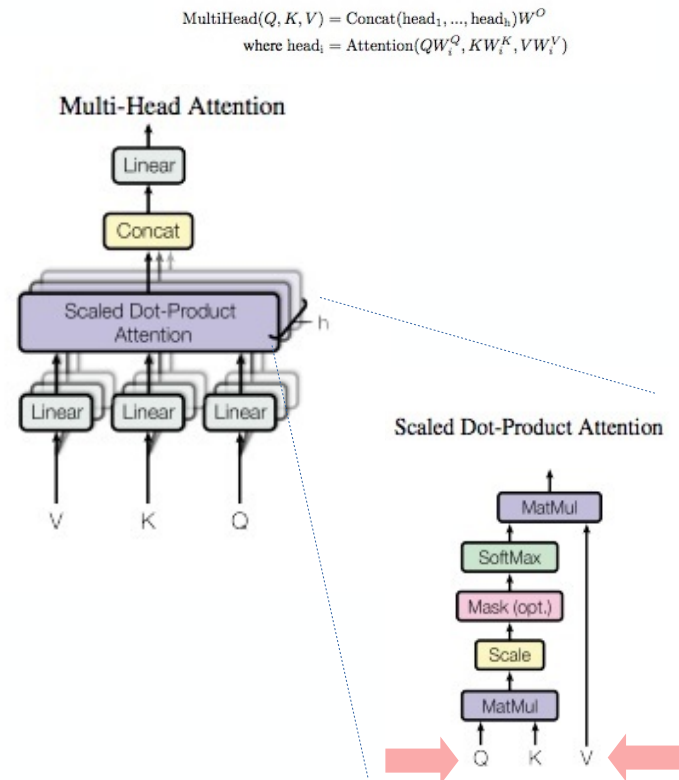 MultiHead(Q, K, V) = Concat(head₁, ..., headₕ)W^O
where headᵢ = Attention(QWᵢ^Q, KWᵢ^K, VWᵢ^V)
Multi-Head Attention
Linear
Concat
Scaled Dot-Product
Attention
h
Linear Linear Linear
V K Q
Scaled Dot-Product Attention
MatMul
SoftMax
Mask (opt.)
Scale
MatMul
Q K V